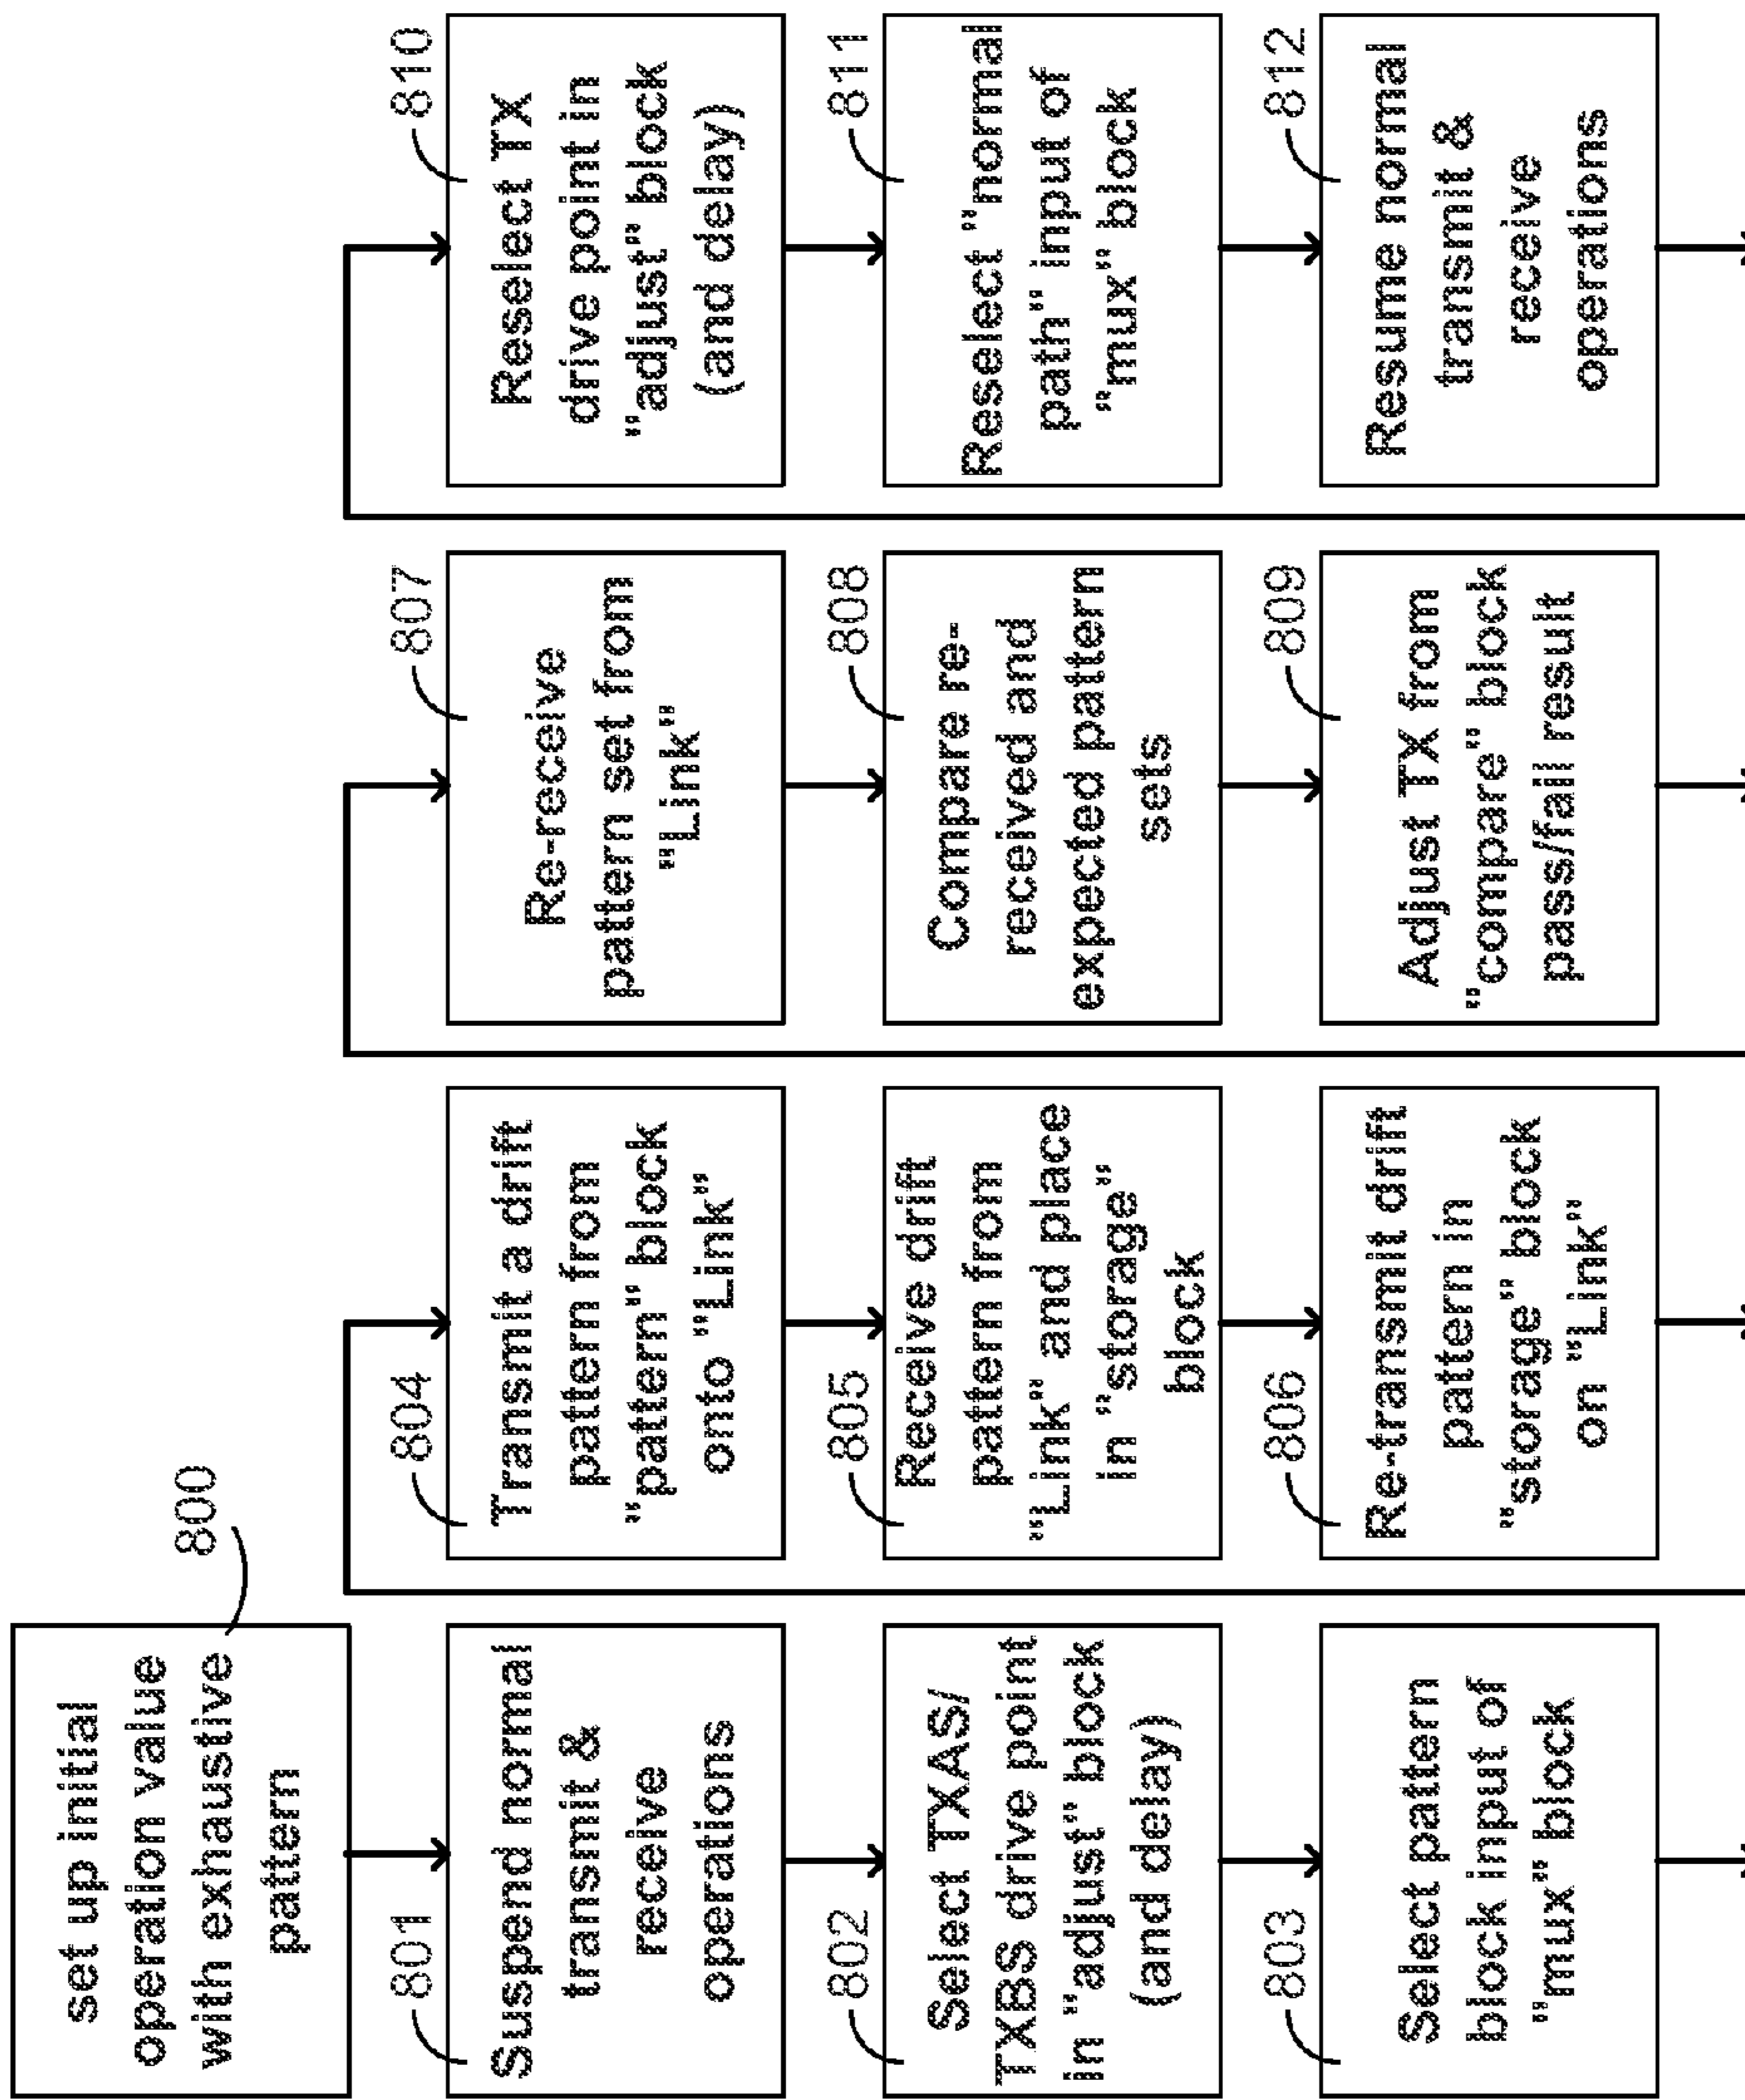 set up initial
operation value
with exhaustive
pattern
800
801
Suspend normal
transmit &
receive
operations
802
Select TXAS/
TXBS drive point
in "adjust" block
(and delay)
803
Select pattern
block input of
"mux" block
804
Transmit a drift
pattern from
"pattern" block
onto "Link"
805
Receive drift
pattern from
"Link" and place
in "storage"
block
806
Re-transmit drift
pattern in
"storage" block
on "Link"
807
Re-receive
pattern set from
"Link"
808
Compare re-
received and
expected pattern
sets
809
Adjust TX from
"compare" block
pass/fail result
810
Reselect TX
drive point in
"adjust" block
(and delay)
811
Reselect "normal
path" input of
"mux" block
812
Resume normal
transmit &
receive
operations